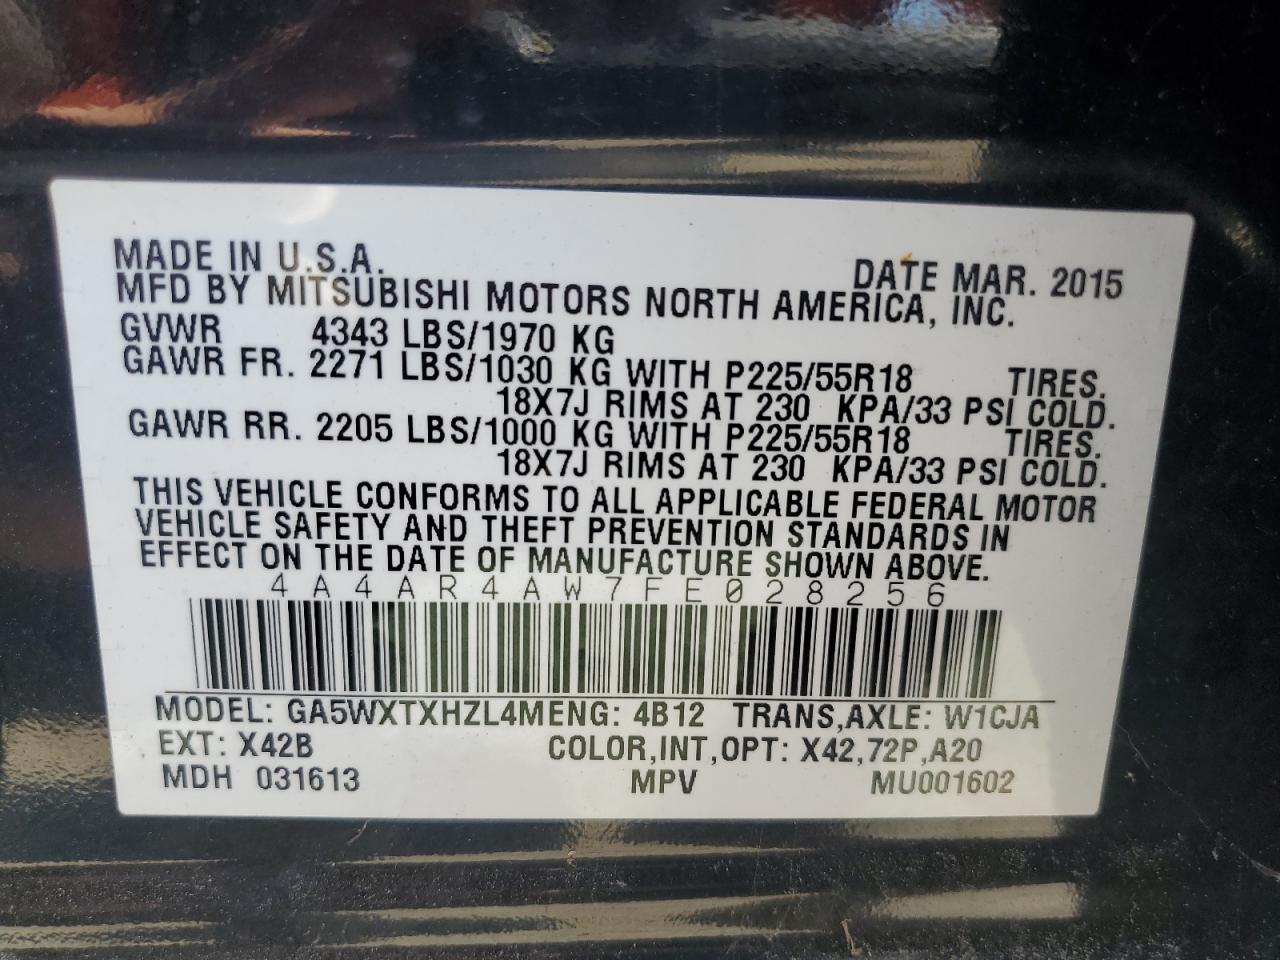 MADE IN U.S.A. DATE MAR. 2015
MFD BY MITSUBISHI MOTORS NORTH AMERICA, INC.
GVWR 4343 LBS/1970 KG
GAWR FR. 2271 LBS/1030 KG WITH P225/55R18 TIRES.
18X7J RIMS AT 230 KPA/33 PSI COLD.
GAWR RR. 2205 LBS/1000 KG WITH P225/55R18 TIRES.
18X7J RIMS AT 230 KPA/33 PSI COLD.
THIS VEHICLE CONFORMS TO ALL APPLICABLE FEDERAL MOTOR
VEHICLE SAFETY AND THEFT PREVENTION STANDARDS IN
EFFECT ON THE DATE OF MANUFACTURE SHOWN ABOVE.
4A4AR4AW7FE028256
MODEL: GA5WXTXHZL4MENG: 4B12 TRANS,AXLE: W1CJA
EXT: X42B COLOR,INT,OPT: X42,72P,A20
MDH 031613 MPV MU001602